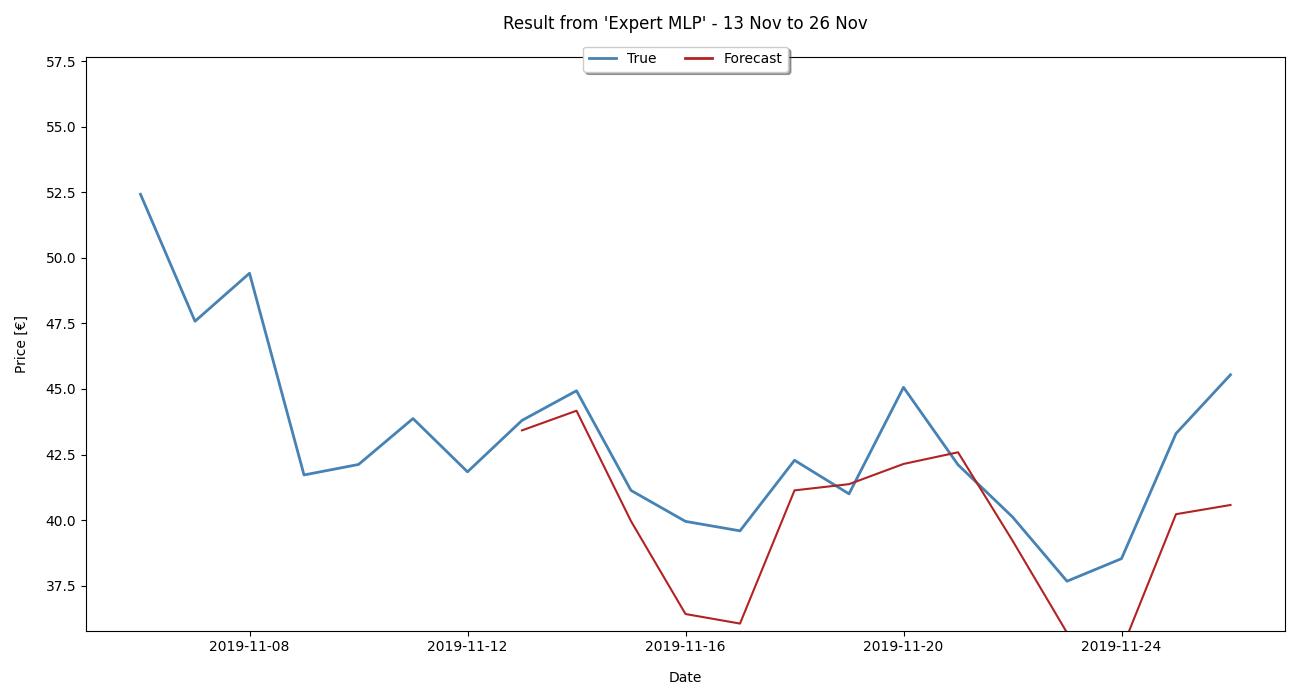 Result from 'Expert MLP' - 13 Nov to 26 Nov
True Forecast
57.5
55.0
52.5
50.0
47.5
45.0
42.5
40.0
37.5
Price [€]
2019-11-08 2019-11-12 2019-11-16 2019-11-20 2019-11-24
Date